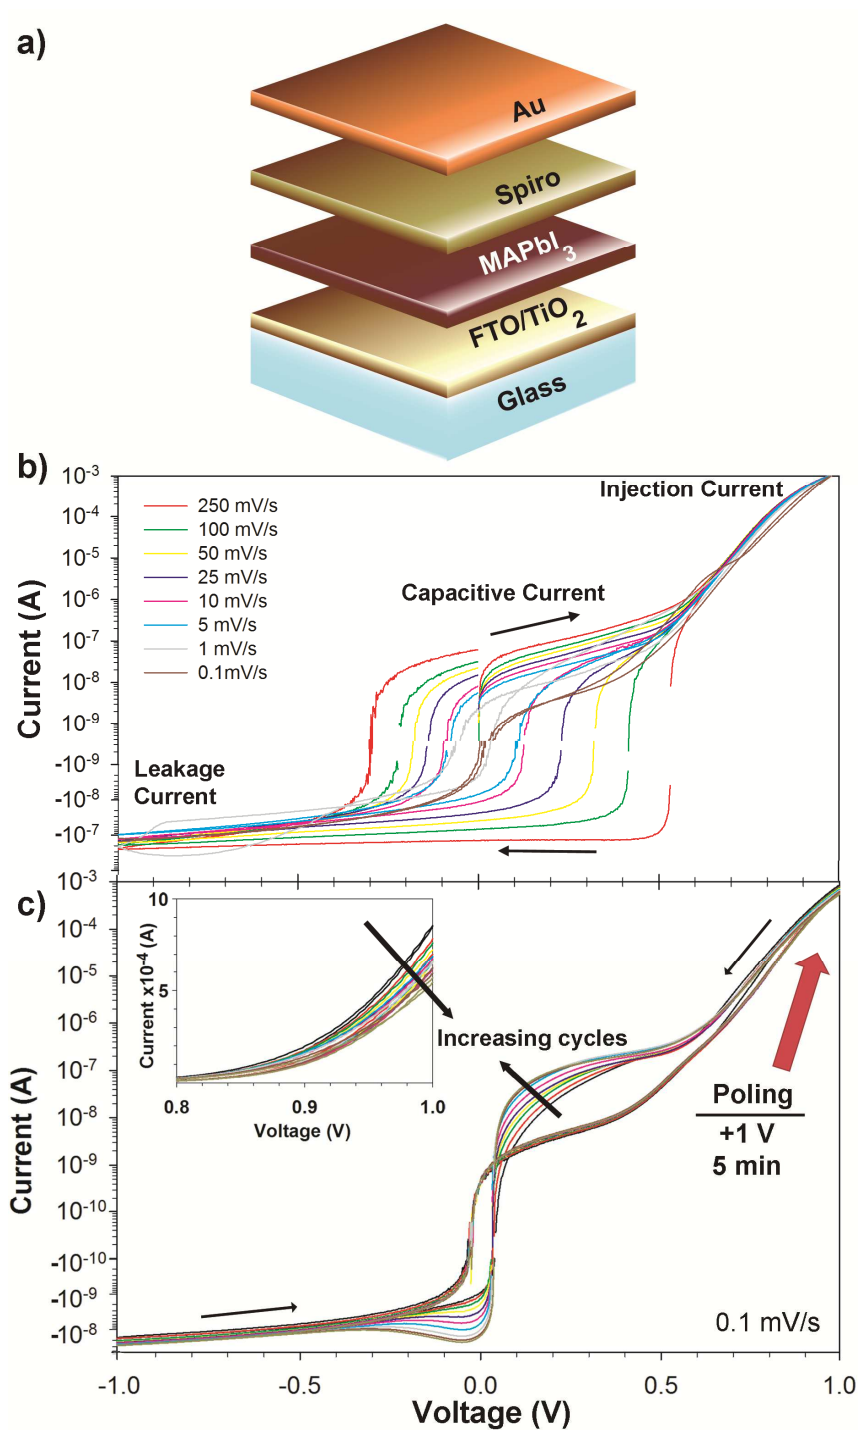 a)
Au
Spiro
MAPbI3
FTO/TiO2
Glass
b)
10-3
10-4
10-5
10-6
10-7
10-8
10-9
-10-9
-10-8
-10-7
Current (A)
250 mV/s
100 mV/s
50 mV/s
25 mV/s
10 mV/s
5 mV/s
1 mV/s
0.1mV/s
Injection Current
Capacitive Current
Leakage
Current
c)
10-3
10-4
10-5
10-6
10-7
10-8
10-9
10-10
-10-10
-10-9
-10-8
Current (A)
10
5
Current x10-4 (A)
0.8
0.9
1.0
Voltage (V)
Increasing cycles
Poling
+1 V
5 min
0.1 mV/s
-1.0
-0.5
0.0
0.5
1.0
Voltage (V)